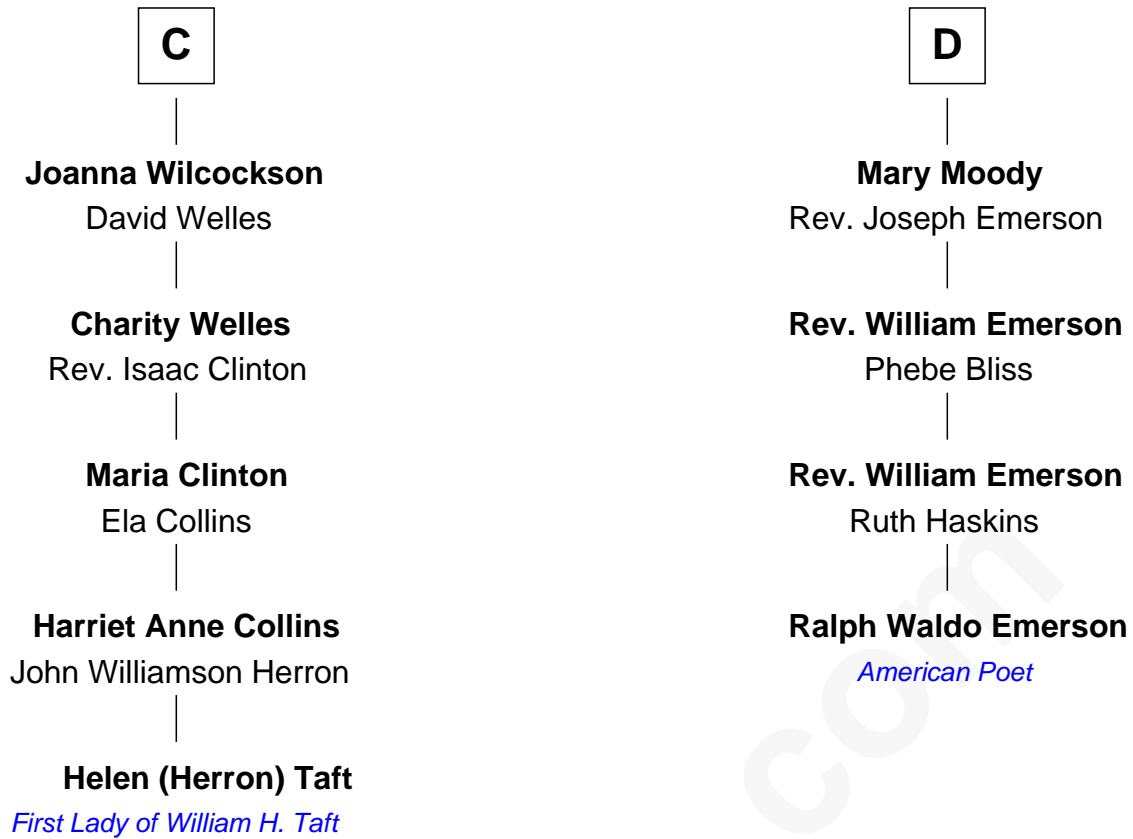 C
Joanna Wilcockson
David Welles
Charity Welles
Rev. Isaac Clinton
Maria Clinton
Ela Collins
Harriet Anne Collins
John Williamson Herron
Helen (Herron) Taft
First Lady of William H. Taft
D
Mary Moody
Rev. Joseph Emerson
Rev. William Emerson
Phebe Bliss
Rev. William Emerson
Ruth Haskins
Ralph Waldo Emerson
American Poet
com